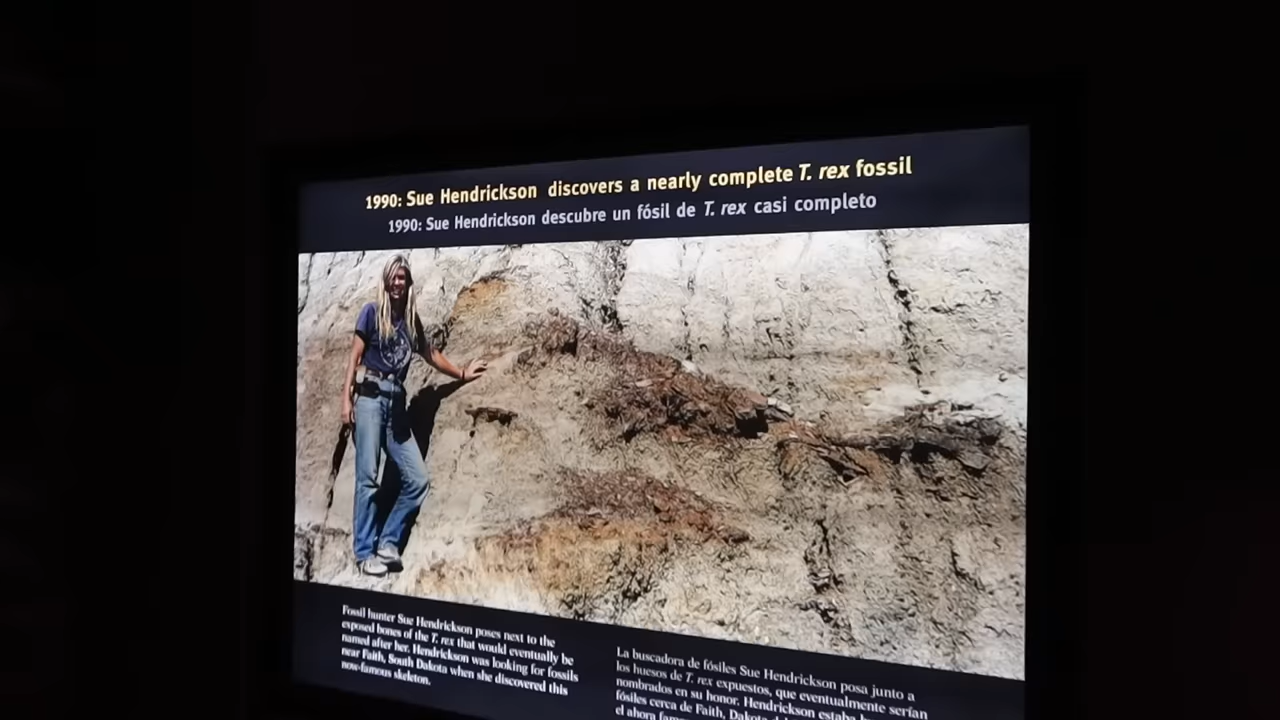 1990: Sue Hendrickson discovers a nearly complete T. rex fossil
1990: Sue Hendrickson descubre un fósil de T. rex casi completo
Fossil hunter Sue Hendrickson poses next to the
exposed bones of the T. rex that would eventually be
named after her. Hendrickson was looking for fossils
near Faith, South Dakota when she discovered this
now-famous skeleton.
La buscadora de fósiles Sue Hendrickson posa junto a
los huesos de T. rex expuestos, que eventualmente serían
nombrados en su honor. Hendrickson estaba
fósiles cerca de Faith, Dakota
el ahora